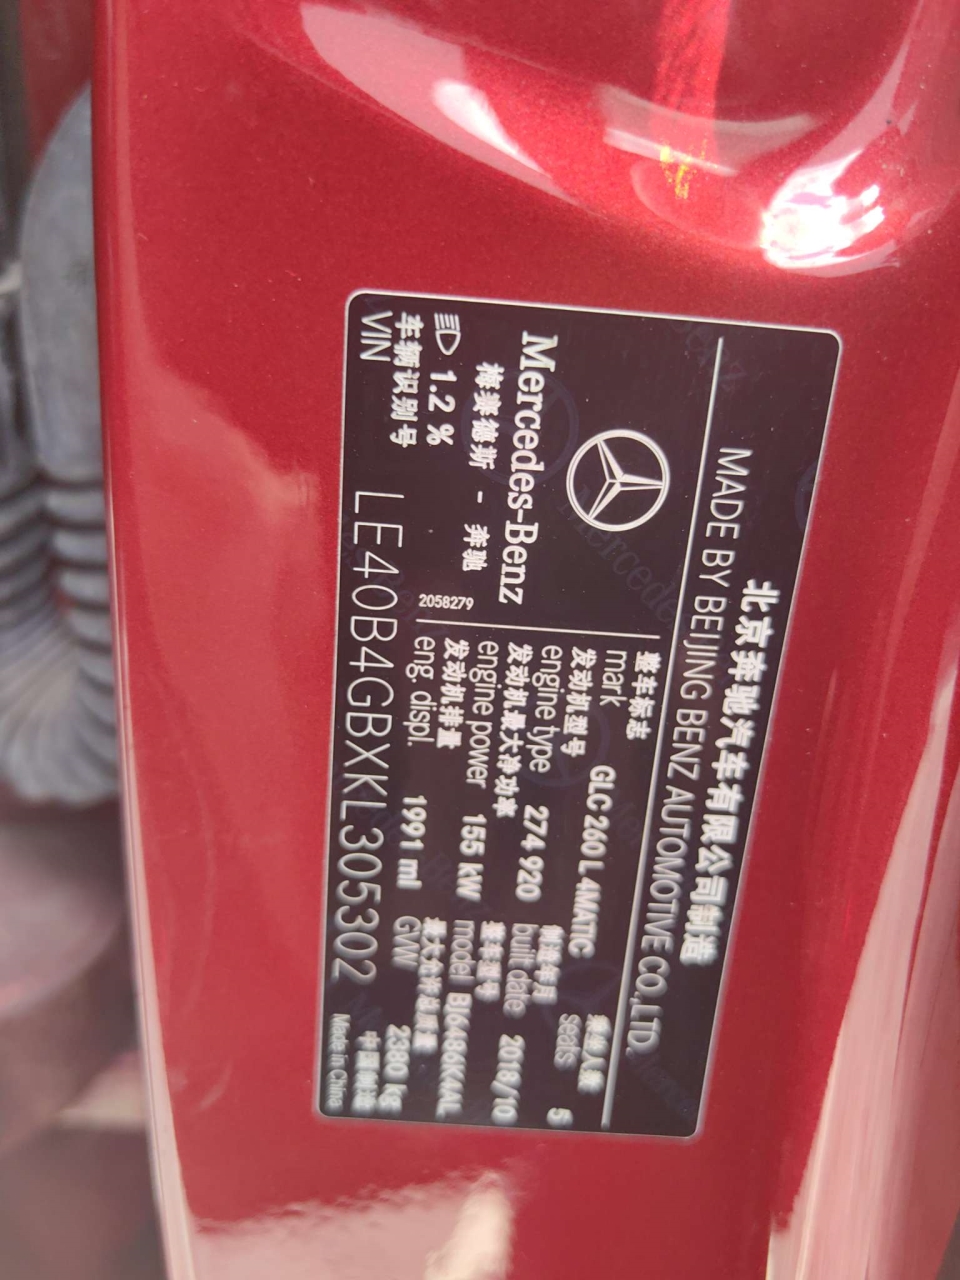 北京奔驰汽车有限公司制造
MADE BY BEIJING BENZ AUTOMOTIVE CO.,LTD.
Mercedes-Benz
梅赛德斯 - 奔驰
2058279
整车标志
mark GLC 260 L 4MATIC
乘坐人数
seats 5
发动机型号
engine type 274 920
制造年月
built date 2018/10
发动机最大净功率
engine power 155 kW
整车型号
model BJ6486K4AL
发动机排量
eng. displ. 1991 ml
最大允许总质量
GVW 2380 kg
1.2 %
车辆识别号
VIN LE40B4GBXKL305302
中国制造
Made in China